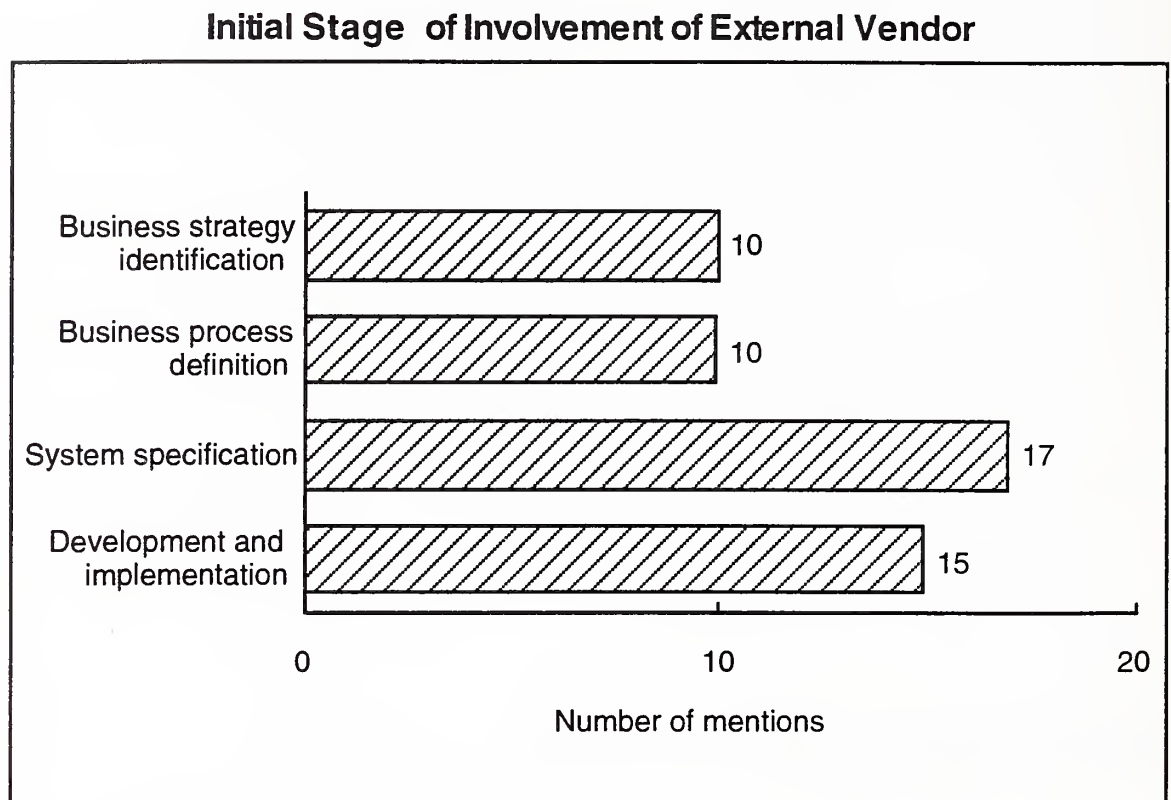 Initial Stage of Involvement of External Vendor
Business strategy
identification
10
Business process
definition
10
System specification
17
Development and
implementation
15
0 10 20
Number of mentions